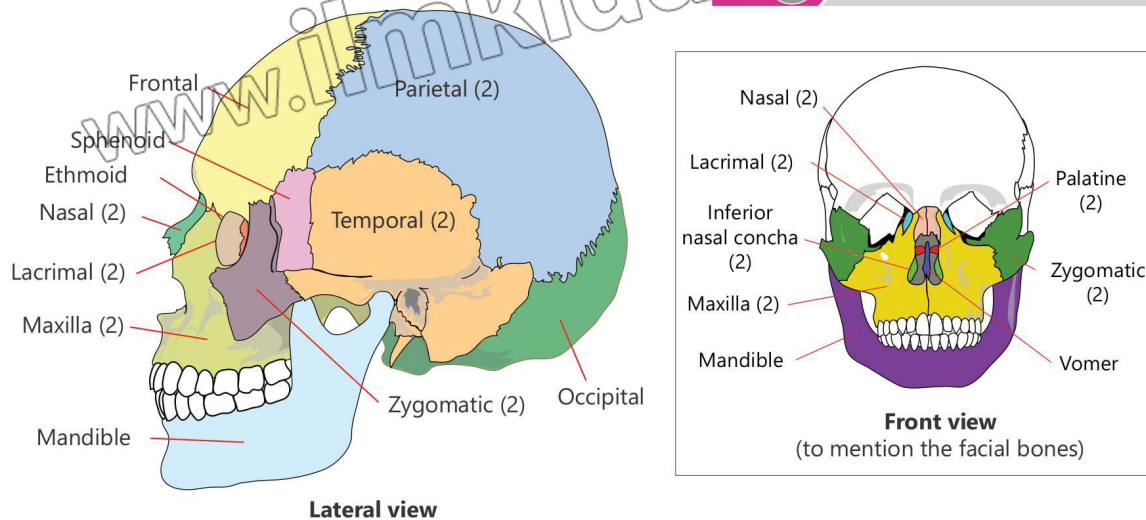 www.ilmkid
Frontal
Parietal (2)
Sphenoid
Ethmoid
Nasal (2)
Temporal (2)
Lacrimal (2)
Maxilla (2)
Zygomatic (2)
Occipital
Mandible
Lateral view
Nasal (2)
Lacrimal (2)
Palatine
(2)
Inferior
nasal concha
(2)
Zygomatic
(2)
Maxilla (2)
Mandible
Vomer
Front view
(to mention the facial bones)